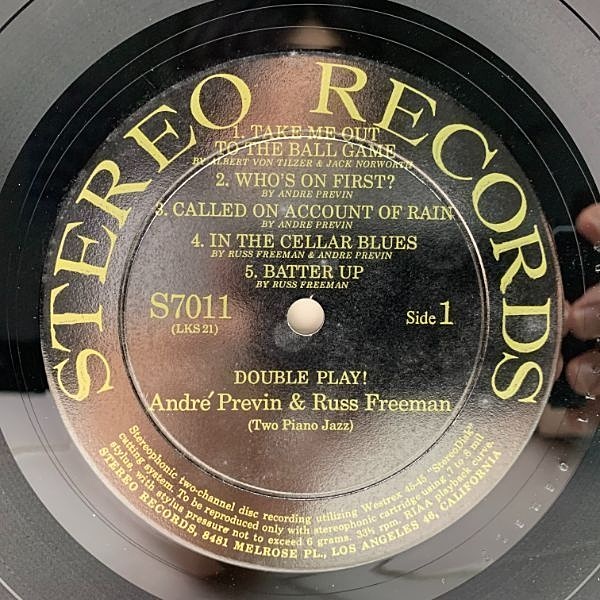 STEREO RECORDS
1. TAKE ME OUT
TO THE BALL GAME
BY ALBERT VON TILZER & JACK NORWORTH
2. WHO'S ON FIRST?
BY ANDRE PREVIN
3. CALLED ON ACCOUNT OF RAIN
BY ANDRE PREVIN
4. IN THE CELLAR BLUES
BY RUSS FREEMAN & ANDRE PREVIN
5. BATTER UP
BY RUSS FREEMAN
S7011
(LKS 21)
Side 1
DOUBLE PLAY!
André Previn & Russ Freeman
(Two Piano Jazz)
Stereophonic two-channel disc recording utilizing Westrex 45-45 "StereoDisk"
cutting system. To be reproduced only with stereophonic cartridge using .7 to 8 mil
stylus, with stylus pressure not to exceed 6 grams. 33⅓ rpm. RIAA playback curve.
STEREO RECORDS, 8481 MELROSE PL., LOS ANGELES 46, CALIFORNIA